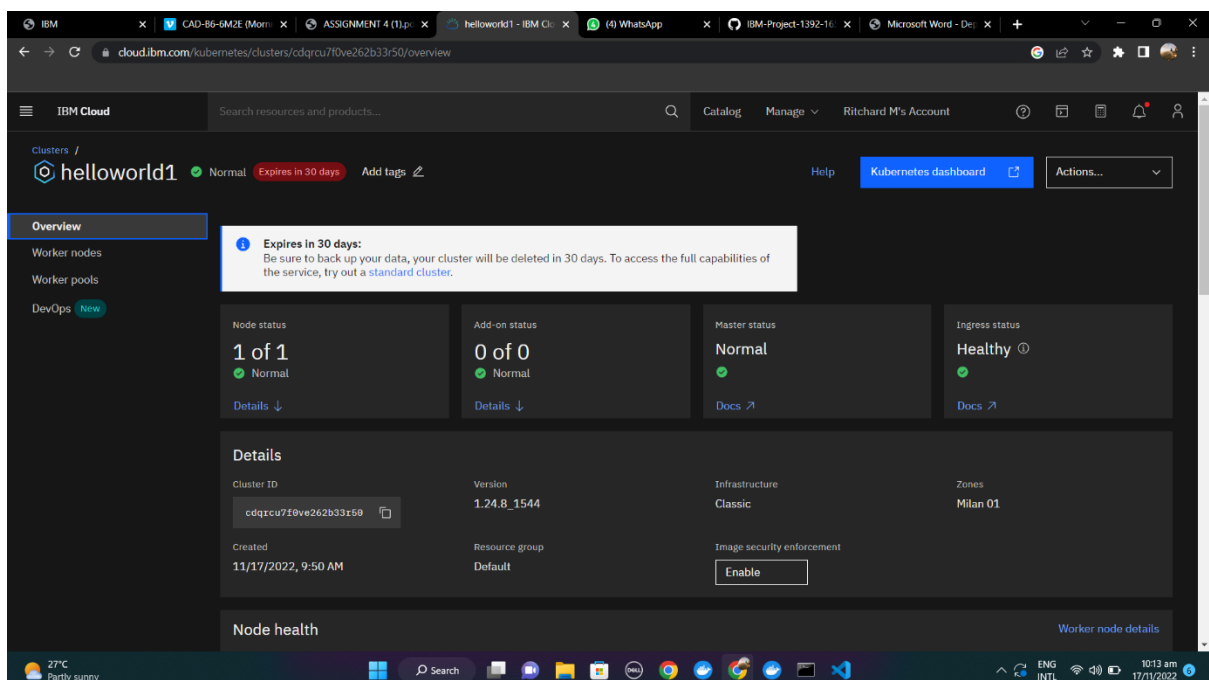 IBM
CAD-B6-6M2E (Morni
ASSIGNMENT 4 (1).pc
helloworld1 - IBM Clo
(4) WhatsApp
IBM-Project-1392-16
Microsoft Word - Dep
cloud.ibm.com/kubernetes/clusters/cdqrcu7f0ve262b33r50/overview
IBM Cloud
Search resources and products...
Catalog
Manage
Ritchard M's Account
Clusters /
helloworld1
Normal
Expires in 30 days
Add tags
Help
Kubernetes dashboard
Actions...
Overview
Worker nodes
Worker pools
DevOps New
Expires in 30 days:
Be sure to back up your data, your cluster will be deleted in 30 days. To access the full capabilities of
the service, try out a standard cluster.
Node status
1 of 1
Normal
Details ↓
Add-on status
0 of 0
Normal
Details ↓
Master status
Normal
Docs ↗
Ingress status
Healthy
Docs ↗
Details
Cluster ID
cdqrcu7f0ve262b33r50
Version
1.24.8_1544
Infrastructure
Classic
Zones
Milan 01
Created
11/17/2022, 9:50 AM
Resource group
Default
Image security enforcement
Enable
Node health
Worker node details
27°C
Partly sunny
Search
DELL
ENG
INTL
10:13 am
17/11/2022
6